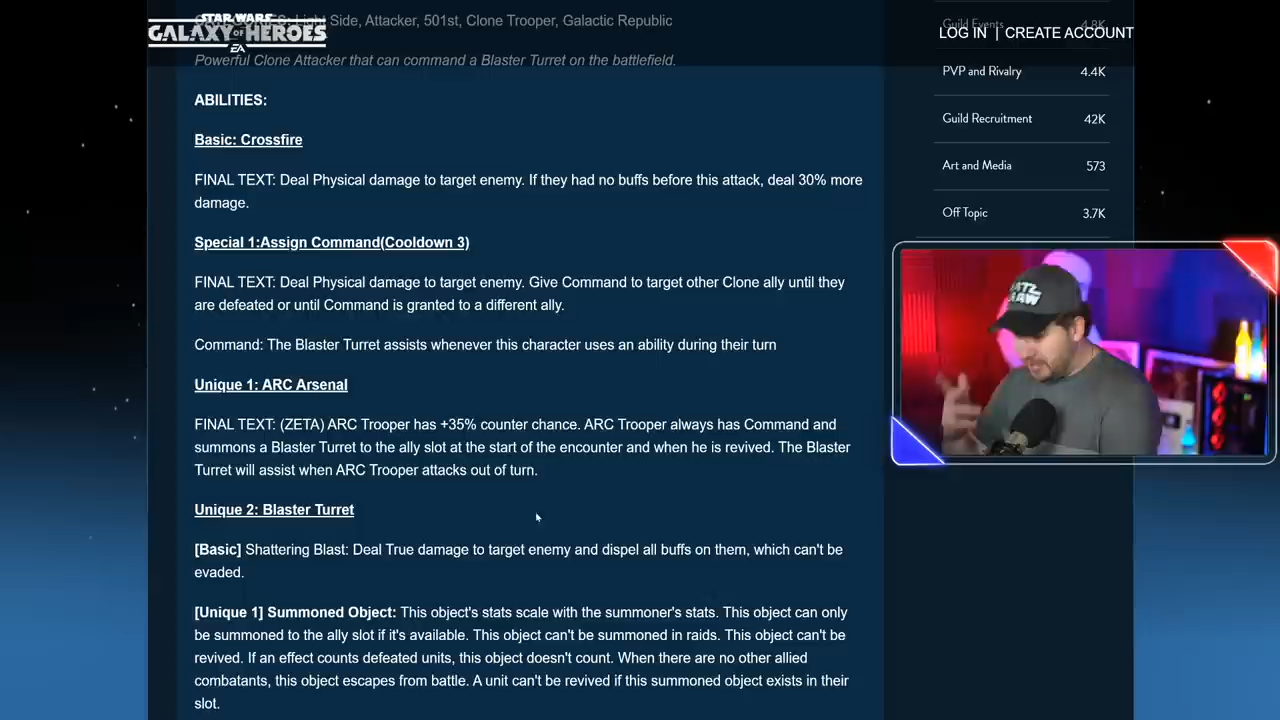 STAR WARS
GALAXY OF HEROES
EA
LOG IN | CREATE ACCOUNT
Light Side, Attacker, 501st, Clone Trooper, Galactic Republic
Powerful Clone Attacker that can command a Blaster Turret on the battlefield.
ABILITIES:
Basic: Crossfire
FINAL TEXT: Deal Physical damage to target enemy. If they had no buffs before this attack, deal 30% more
damage.
Special 1:Assign Command(Cooldown 3)
FINAL TEXT: Deal Physical damage to target enemy. Give Command to target other Clone ally until they
are defeated or until Command is granted to a different ally.
Command: The Blaster Turret assists whenever this character uses an ability during their turn
Unique 1: ARC Arsenal
FINAL TEXT: (ZETA) ARC Trooper has +35% counter chance. ARC Trooper always has Command and
summons a Blaster Turret to the ally slot at the start of the encounter and when he is revived. The Blaster
Turret will assist when ARC Trooper attacks out of turn.
Unique 2: Blaster Turret
[Basic] Shattering Blast: Deal True damage to target enemy and dispel all buffs on them, which can't be
evaded.
[Unique 1] Summoned Object: This object's stats scale with the summoner's stats. This object can only
be summoned to the ally slot if it's available. This object can't be summoned in raids. This object can't be
revived. If an effect counts defeated units, this object doesn't count. When there are no other allied
combatants, this object escapes from battle. A unit can't be revived if this summoned object exists in their
slot.
Guild Events 4.8K
PVP and Rivalry 4.4K
Guild Recruitment 42K
Art and Media 573
Off Topic 3.7K